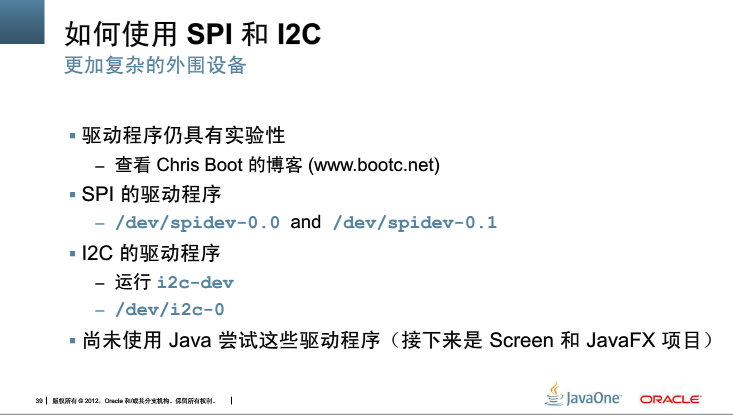 如何使用 SPI 和 I2C
更加复杂的外围设备
▪ 驱动程序仍具有实验性
– 查看 Chris Boot 的博客 (www.bootc.net)
▪ SPI 的驱动程序
– /dev/spidev-0.0 and /dev/spidev-0.1
▪ I2C 的驱动程序
– 运行 i2c-dev
– /dev/i2c-0
▪ 尚未使用 Java 尝试这些驱动程序（接下来是 Screen 和 JavaFX 项目）
39 | 版权所有 © 2012，Oracle 和/或其分支机构。保留所有权利。 |
JavaOne™
ORACLE®